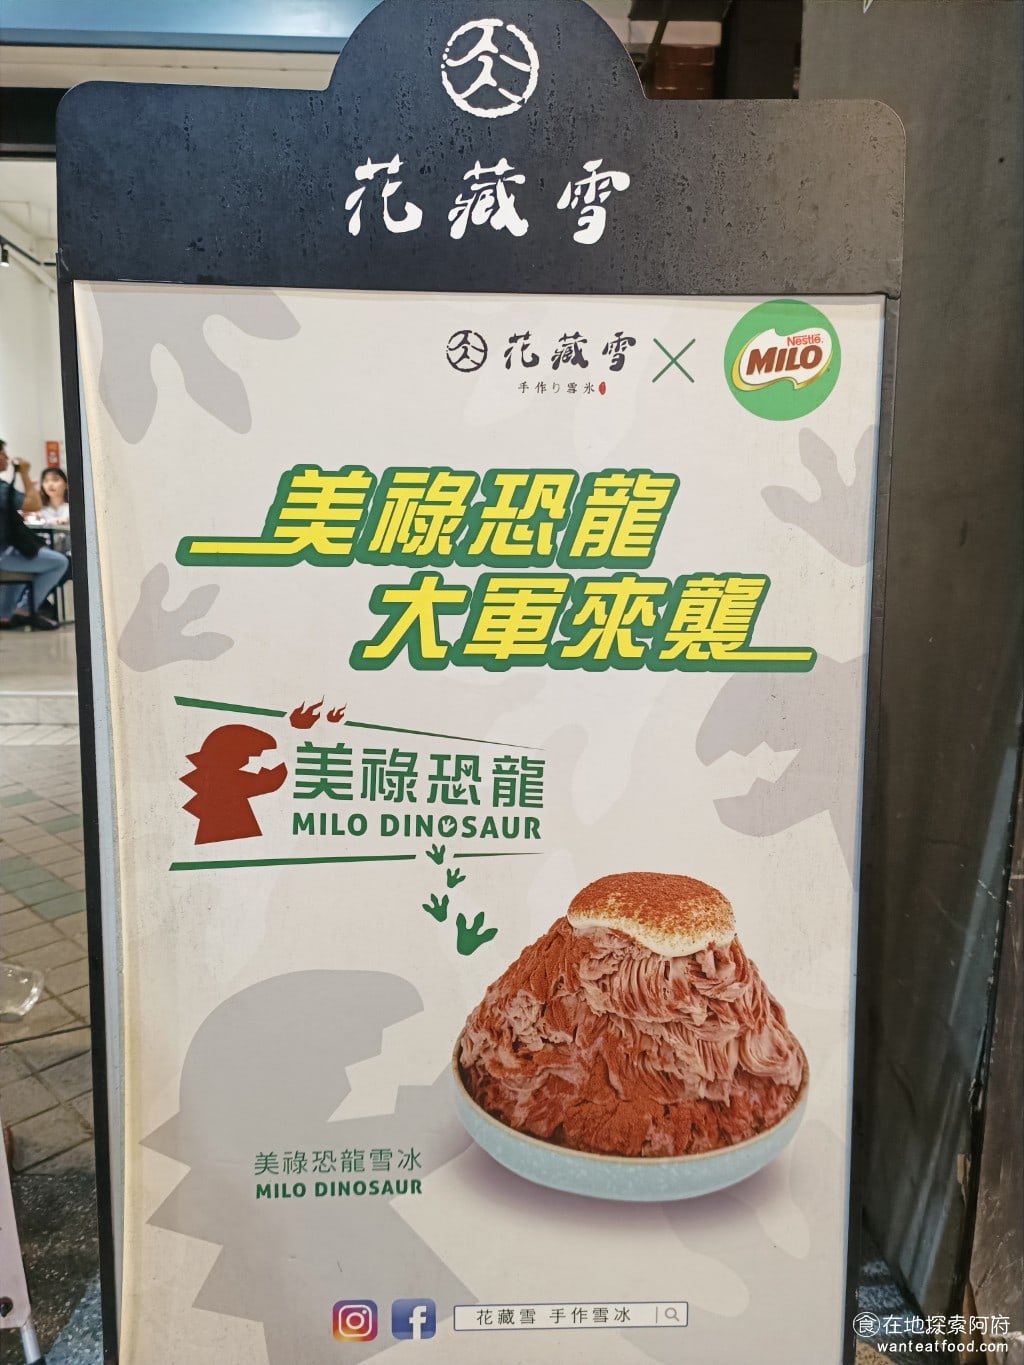 花藏雪
花藏雪
手作り雪氷
Nestlé.
MILO
美祿恐龍
大軍來襲
美祿恐龍
MILO DINOSAUR
美祿恐龍雪冰
MILO DINOSAUR
花藏雪 手作雪冰
食在地探索阿府
wanteatfood.com